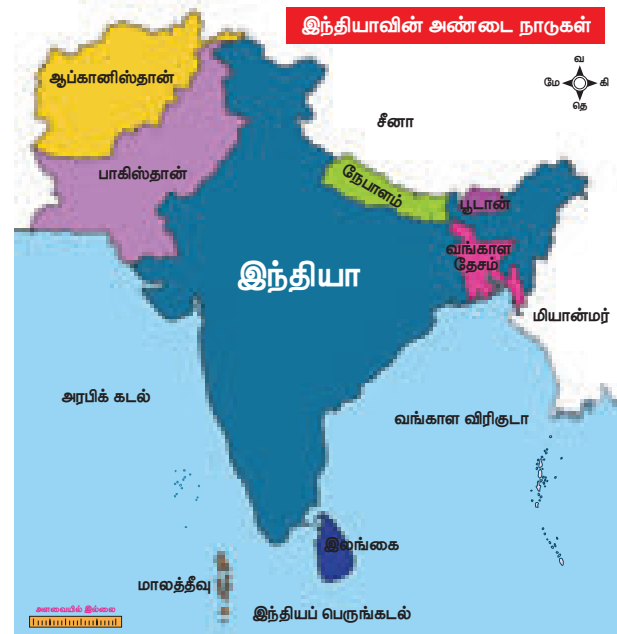 இந்தியாவின் அண்டை நாடுகள்
வ
மே
கி
தெ
ஆப்கானிஸ்தான்
சீனா
பாகிஸ்தான்
நேபாளம்
பூடான்
வங்காள
தேசம்
இந்தியா
மியான்மர்
அரபிக் கடல்
வங்காள விரிகுடா
இலங்கை
மாலத்தீவு
இந்தியப் பெருங்கடல்
அளவையில் இல்லை